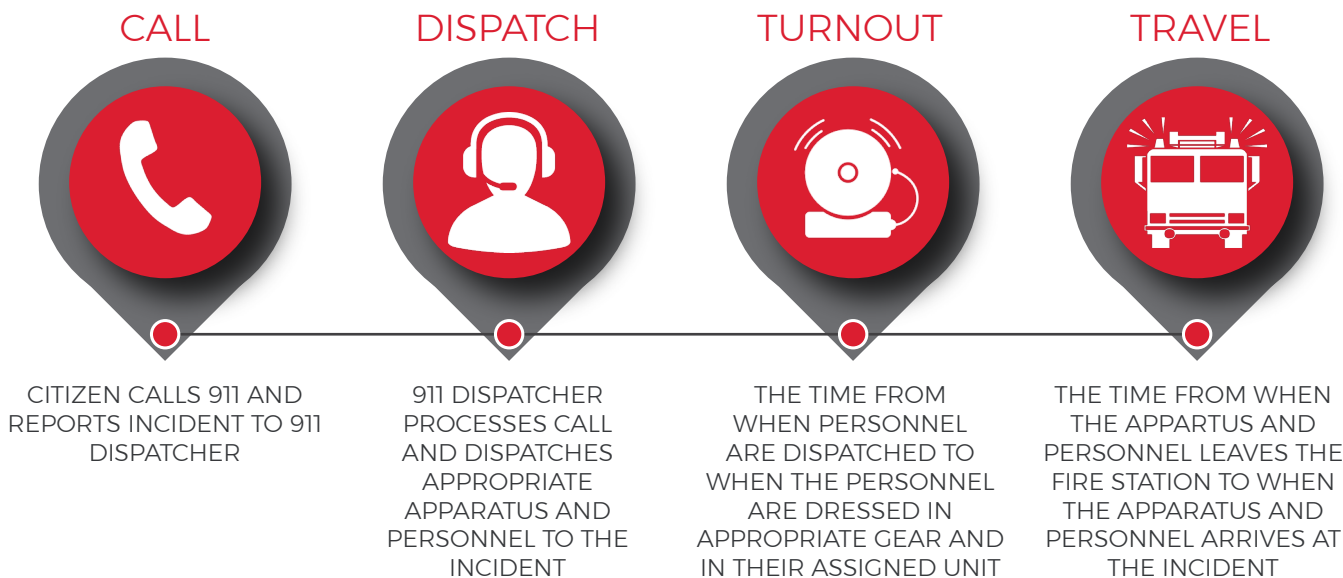 CALL
CITIZEN CALLS 911 AND
REPORTS INCIDENT TO 911
DISPATCHER
DISPATCH
911 DISPATCHER
PROCESSES CALL
AND DISPATCHES
APPROPRIATE
APPARATUS AND
PERSONNEL TO THE
INCIDENT
TURNOUT
THE TIME FROM
WHEN PERSONNEL
ARE DISPATCHED TO
WHEN THE PERSONNEL
ARE DRESSED IN
APPROPRIATE GEAR AND
IN THEIR ASSIGNED UNIT
TRAVEL
THE TIME FROM WHEN
THE APPARTUS AND
PERSONNEL LEAVES THE
FIRE STATION TO WHEN
THE APPARATUS AND
PERSONNEL ARRIVES AT
THE INCIDENT